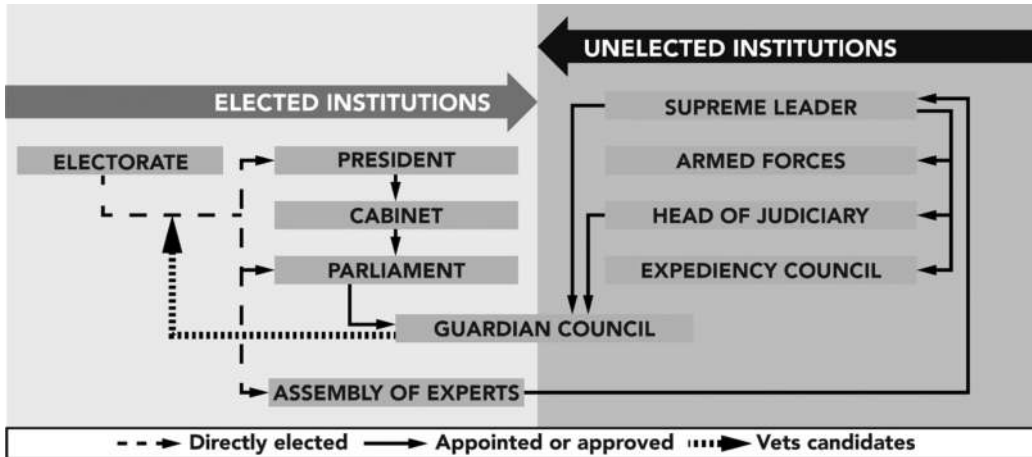 UNELECTED INSTITUTIONS
ELECTED INSTITUTIONS
SUPREME LEADER
ELECTORATE
PRESIDENT
ARMED FORCES
CABINET
HEAD OF JUDICIARY
PARLIAMENT
EXPEDIENCY COUNCIL
GUARDIAN COUNCIL
ASSEMBLY OF EXPERTS
Directly elected Appointed or approved Vets candidates